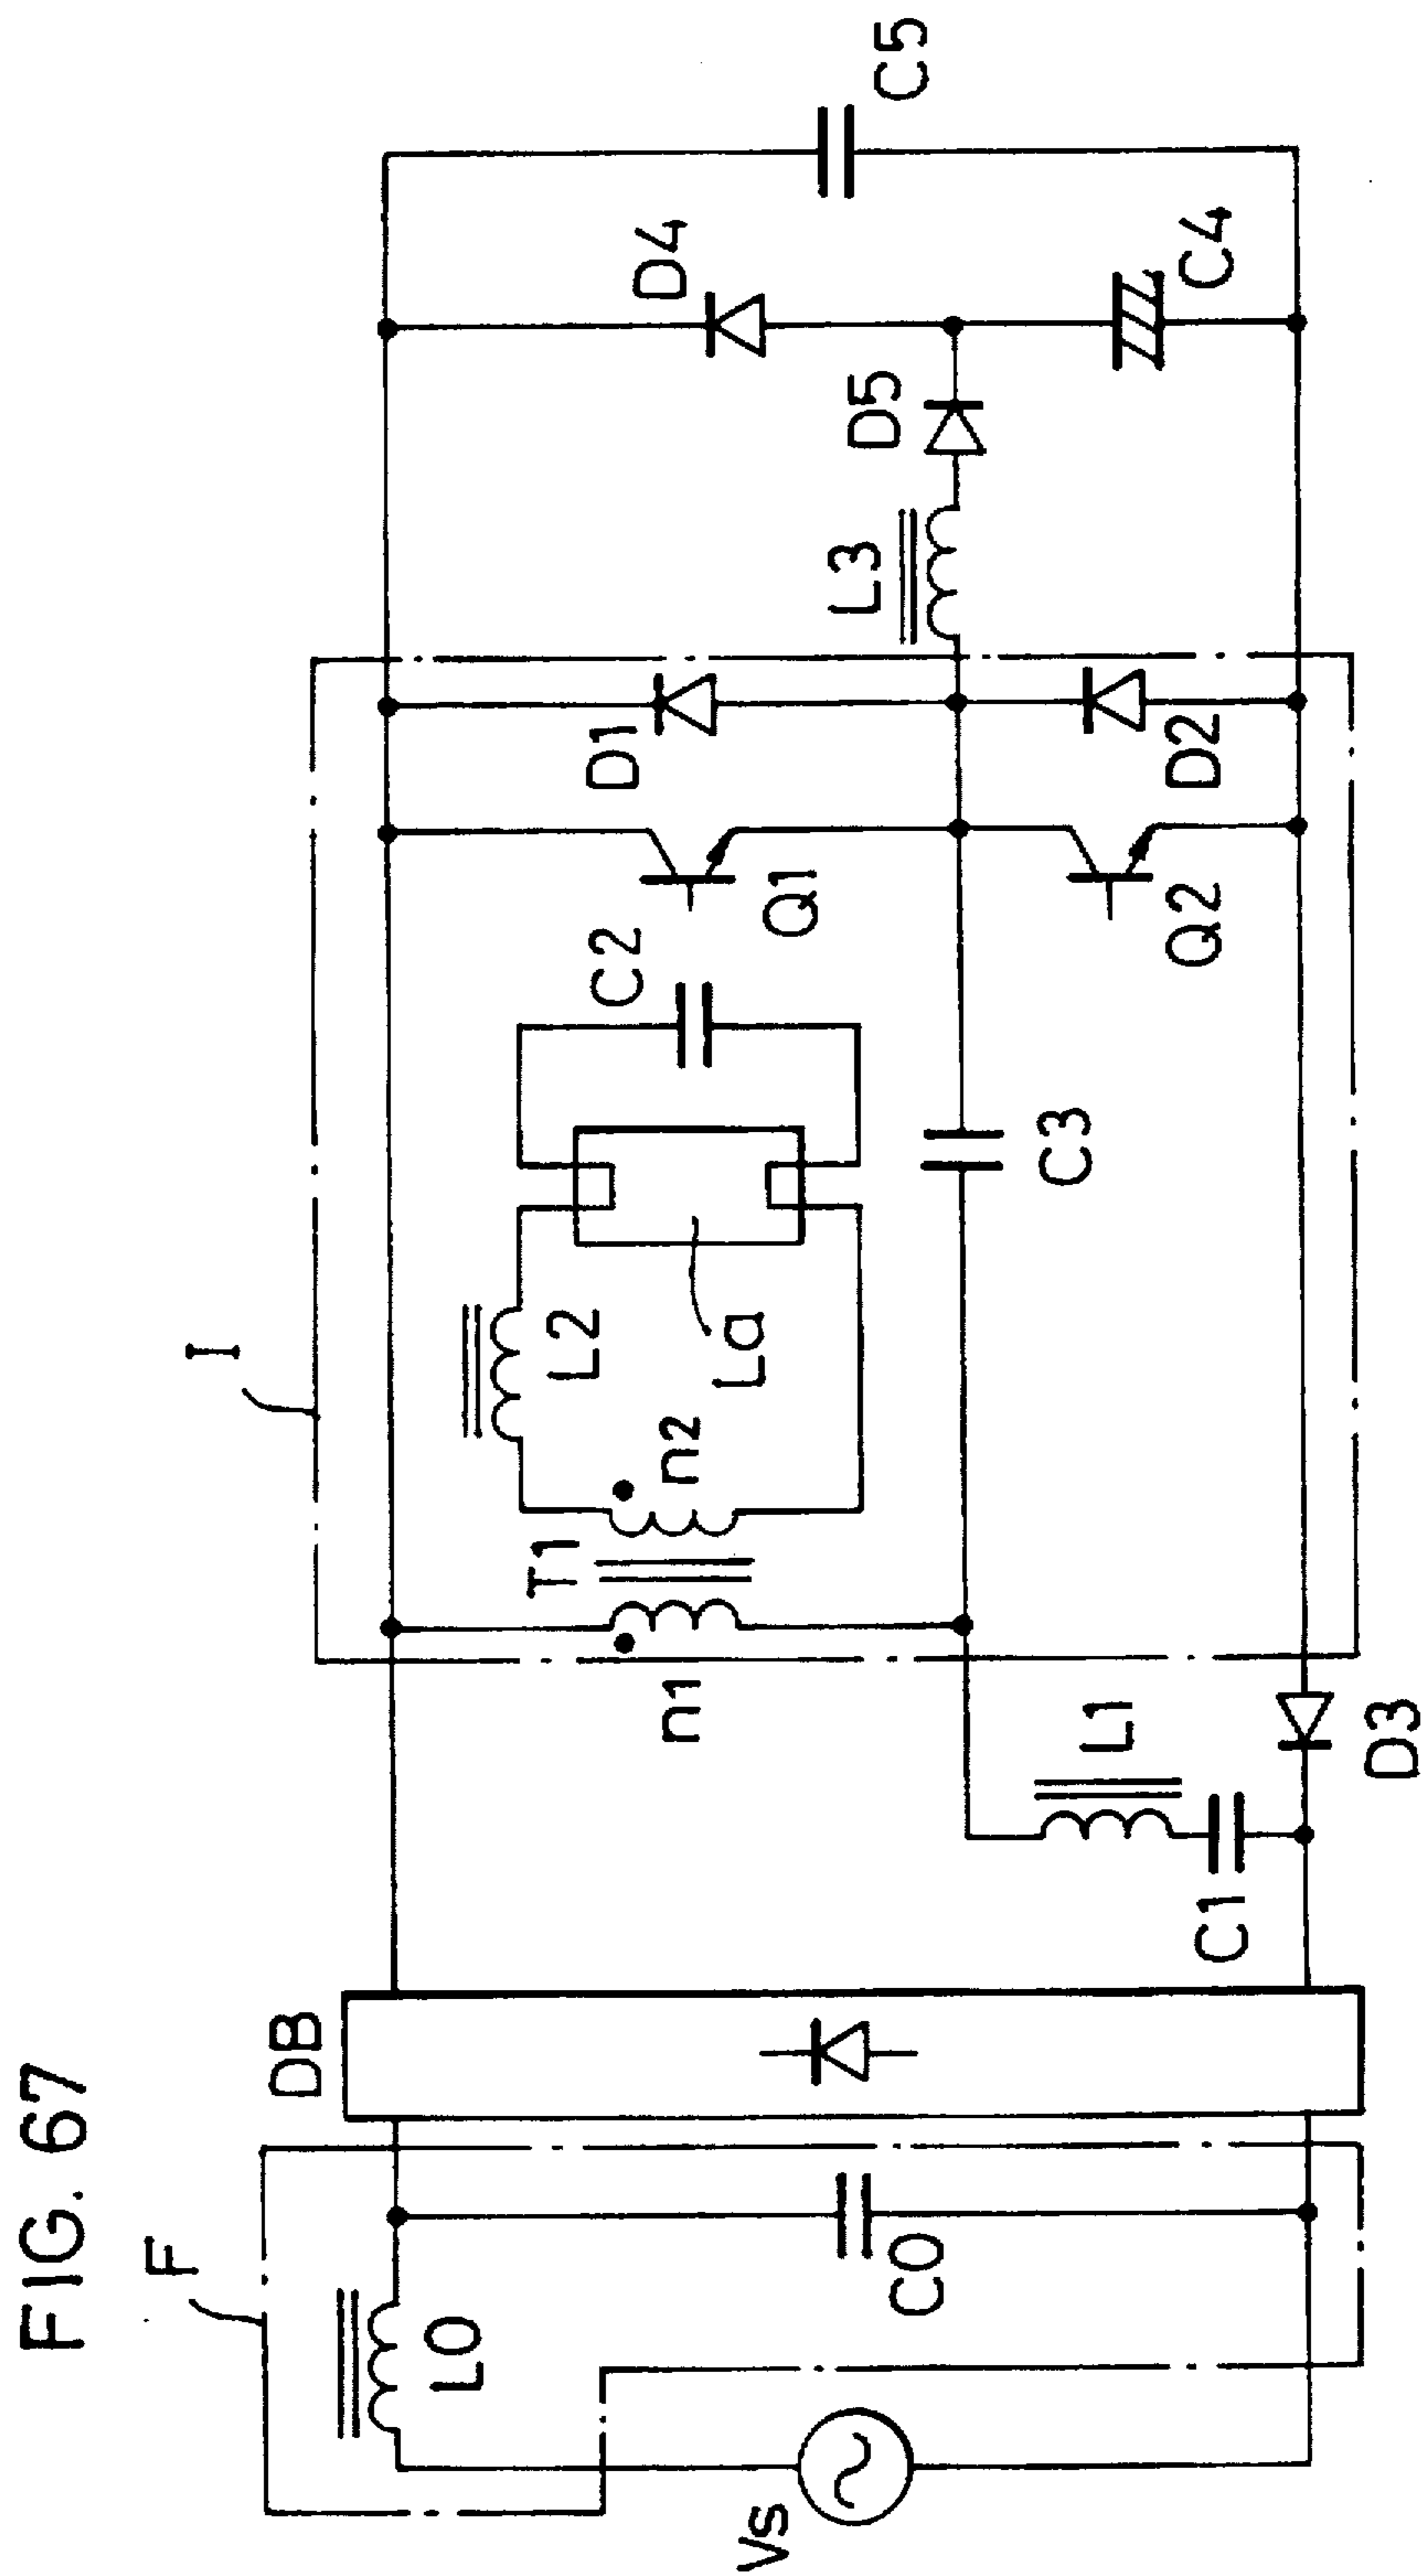 FIG. 67
F
I
DB
L0
C0
Vs
T1
n1
n2
L2
La
C2
C3
L1
C1
D3
Q1
Q2
D1
D2
L3
D5
D4
C4
C5